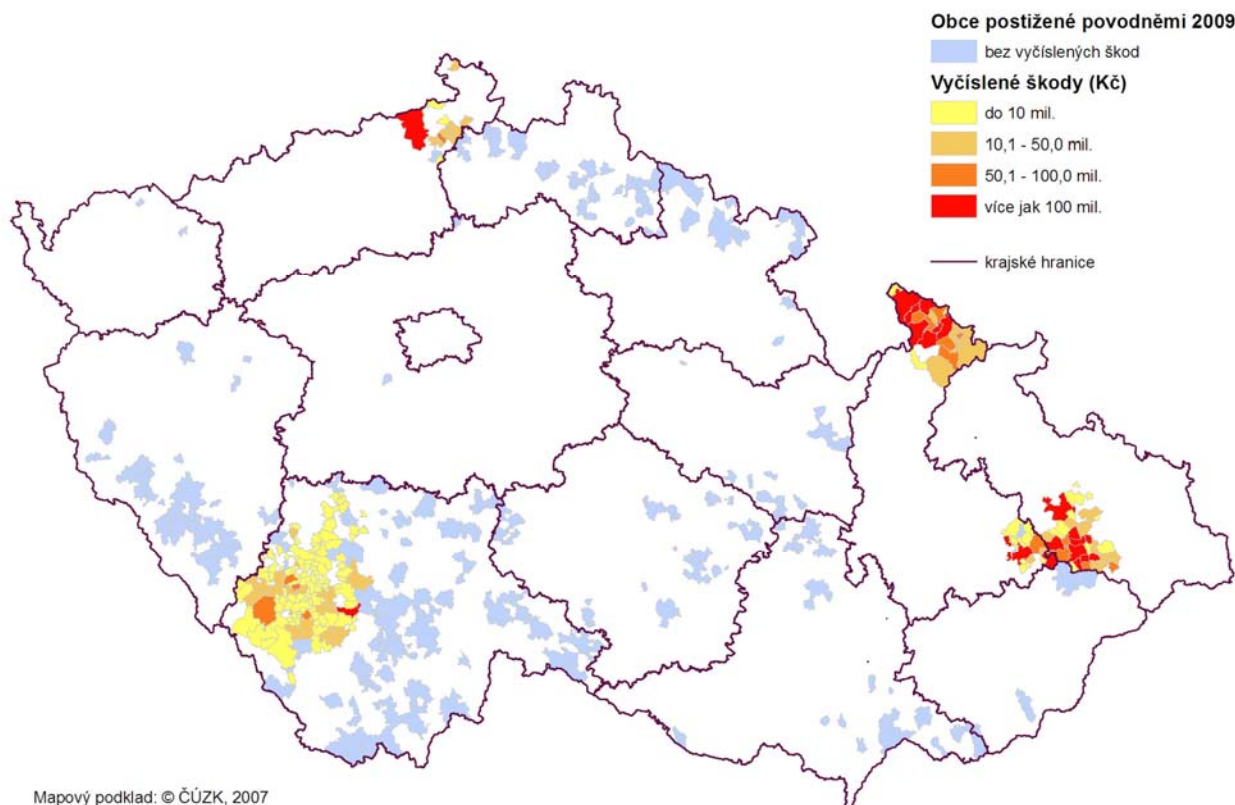 Obce postižené povodněmi 2009
bez vyčíslených škod
Vyčíslené škody (Kč)
do 10 mil.
10,1 - 50,0 mil.
50,1 - 100,0 mil.
více jak 100 mil.
krajské hranice
Mapový podklad: © ČÚZK, 2007